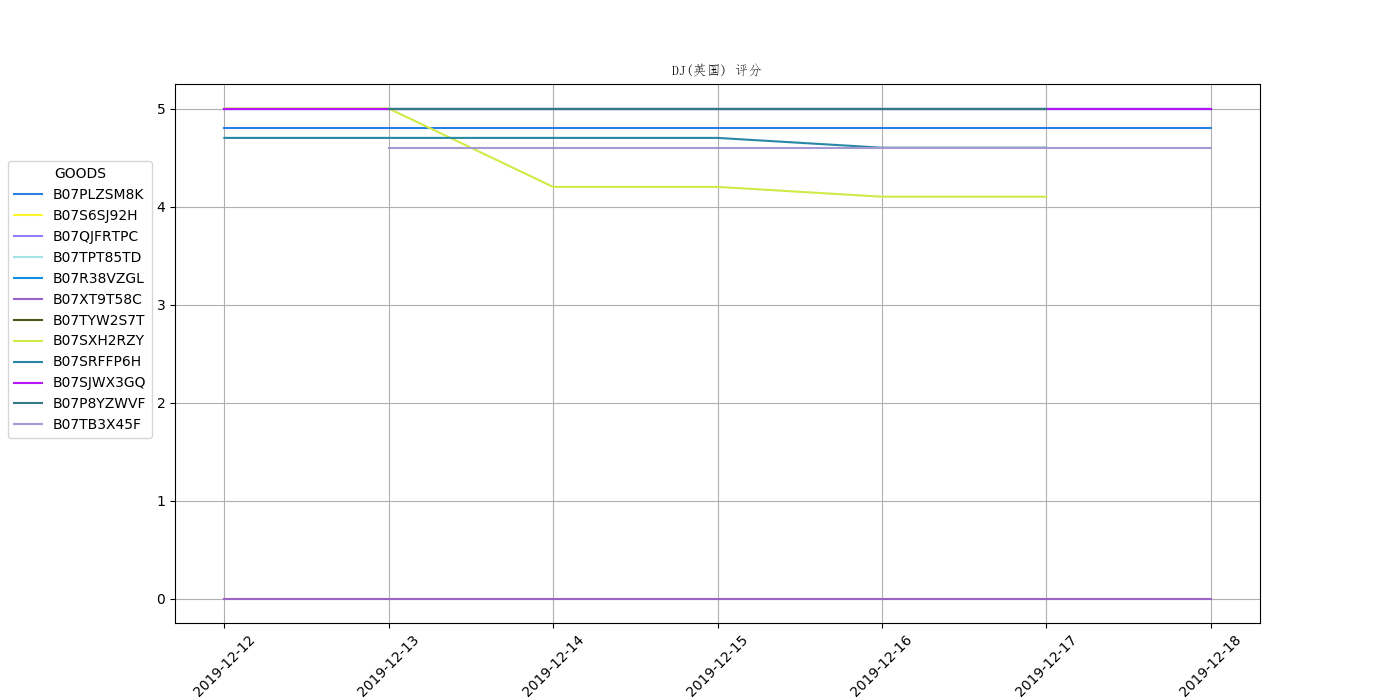 DJ(英国) 评分
5
4
3
2
1
0
GOODS
B07PLZSM8K
B07S6SJ92H
B07QJFRTPC
B07TPT85TD
B07R38VZGL
B07XT9T58C
B07TYW2S7T
B07SXH2RZY
B07SRFFP6H
B07SJWX3GQ
B07P8YZWVF
B07TB3X45F
2019-12-12
2019-12-13
2019-12-14
2019-12-15
2019-12-16
2019-12-17
2019-12-18